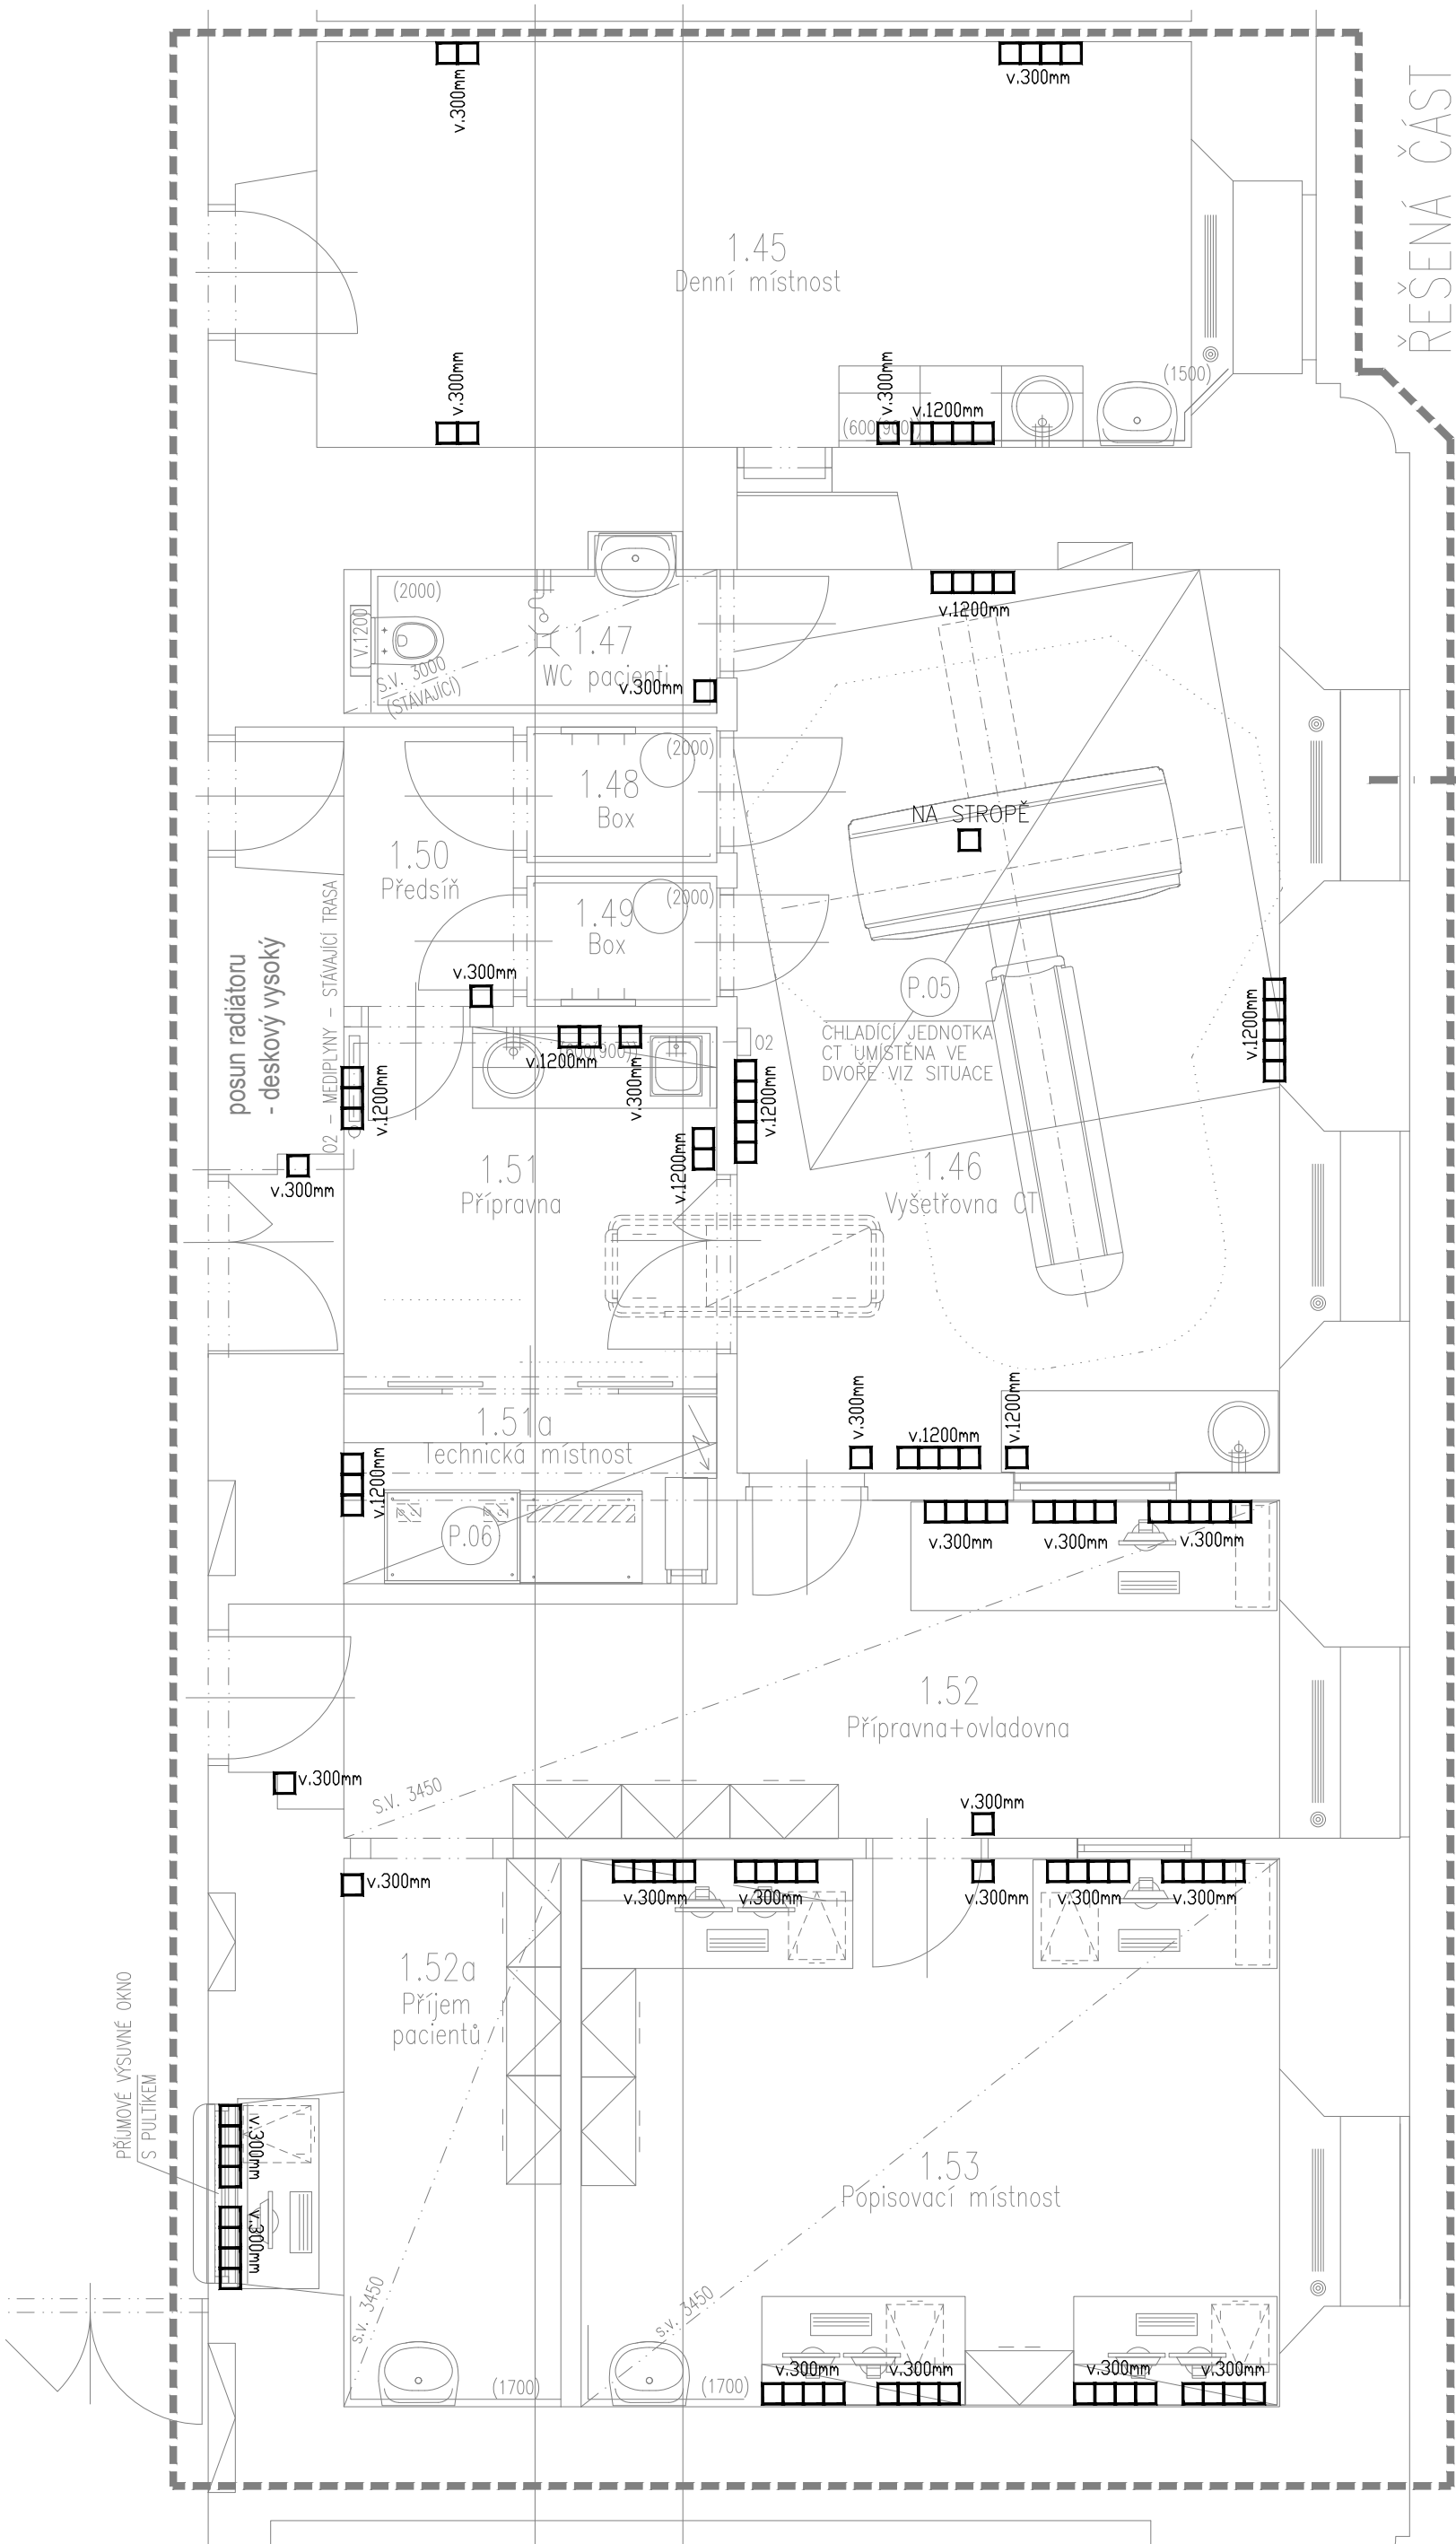 v.300mm
v.300mm
ŘEŠENÁ ČÁST
1.45
Denní místnost
v.300mm
v.300mm
v.1200mm
(1500)
(600(900))
(2000)
V.1200
1.47
WC pacienti
S.V. 3000
(STÁVAJÍCÍ)
v.300mm
v.1200mm
1.48
Box
(2000)
NA STROPĚ
1.50
Předsíň
1.49
Box
(2000)
posun radiátoru
- deskový vysoký
O2 - MEDIPLYNY - STÁVAJÍCÍ TRASA
v.300mm
P.05
CHLADÍCÍ JEDNOTKA
CT UMÍSTĚNA VE
DVOŘE VIZ SITUACE
v.1200mm
O2
v.1200mm
(600(900))
v.300mm
v.1200mm
v.1200mm
v.1200mm
v.300mm
1.51
Přípravna
1.46
Vyšetřovna CT
v.300mm
v.1200mm
v.1200mm
1.51a
Technická místnost
v.1200mm
P.06
v.300mm
v.300mm
v.300mm
1.52
Přípravna+ovladovna
v.300mm
S.V. 3450
v.300mm
v.300mm
v.300mm
v.300mm
v.300mm
v.300mm
v.300mm
1.52a
Příjem
pacientů
PŘÍJMOVÉ VÝSUVNÉ OKNO
S PULTÍKEM
v.300mm
v.300mm
1.53
Popisovací místnost
s.v. 3450
s.v. 3450
(1700)
(1700)
v.300mm
v.300mm
v.300mm
v.300mm